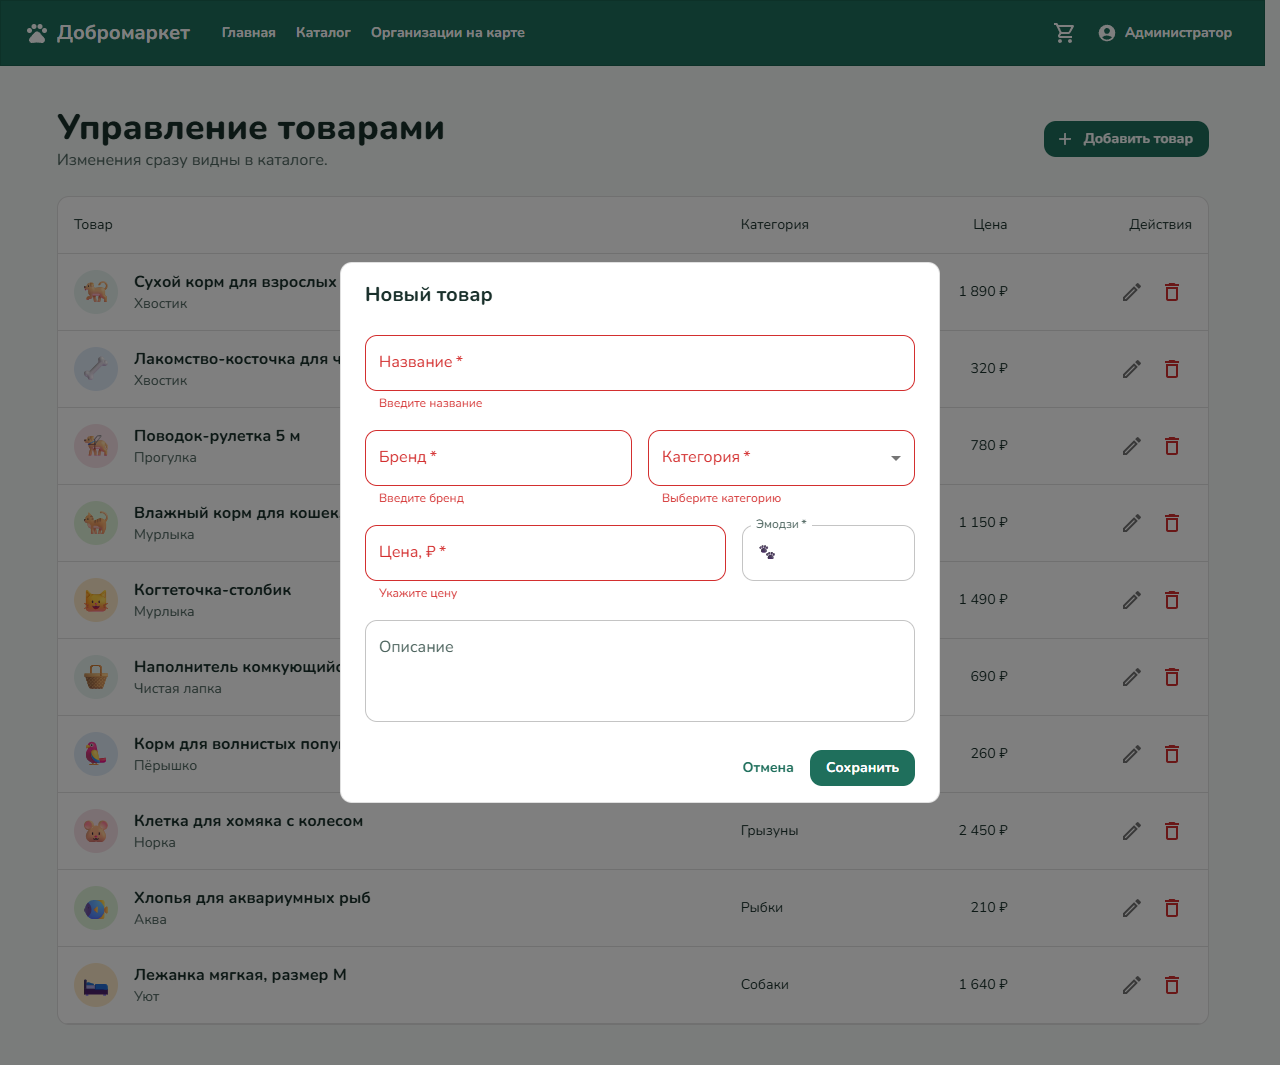 Добромаркет
Главная
Каталог
Организации на карте
Администратор
Управление товарами
Изменения сразу видны в каталоге.
Добавить товар
Товар
Категория
Цена
Действия
Сухой корм для взрослых
Хвостик
1 890 ₽
Лакомство-косточка для
Хвостик
320 ₽
Поводок-рулетка 5 м
Прогулка
780 ₽
Влажный корм для кошек
Мурлыка
1 150 ₽
Когтеточка-столбик
Мурлыка
1 490 ₽
Наполнитель
Чистая лапка
690 ₽
Корм для волнистых
Пёрышко
260 ₽
Клетка для хомяка с колесом
Норка
Грызуны
2 450 ₽
Хлопья для аквариумных рыб
Аква
Рыбки
210 ₽
Лежанка мягкая, размер M
Уют
Собаки
1 640 ₽
Новый товар
Название *
Введите название
Бренд *
Введите бренд
Категория *
Выберите категорию
Цена, ₽ *
Укажите цену
Эмодзи *
Описание
Отмена
Сохранить